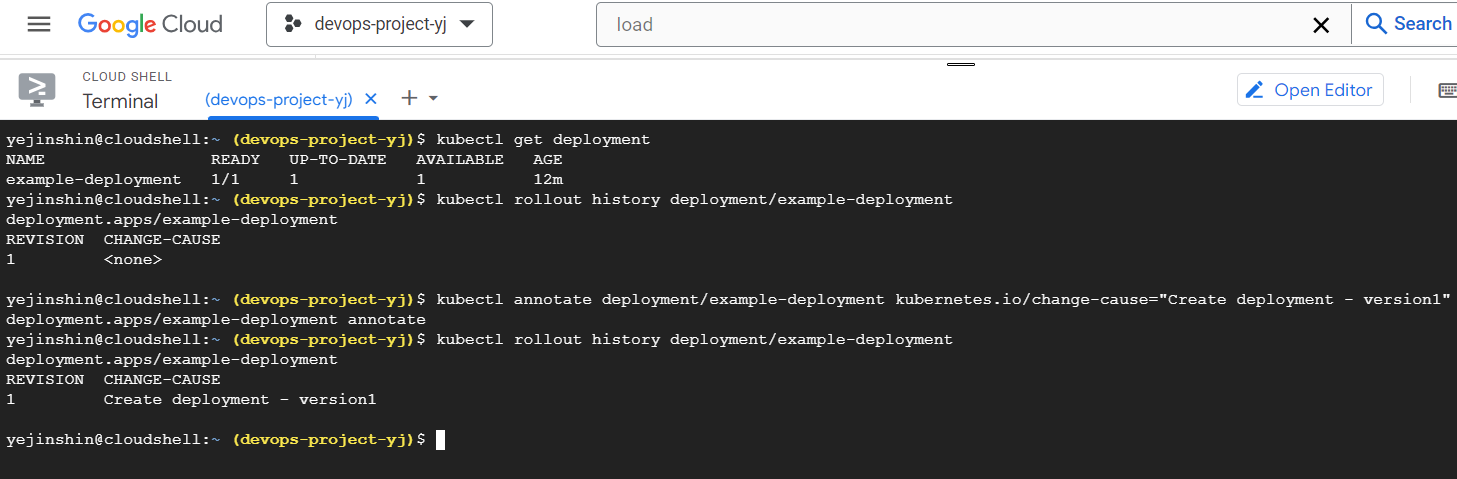 Google Cloud devops-project-yj load Search
CLOUD SHELL
Terminal (devops-project-yj) Open Editor
yejinshin@cloudshell:~ (devops-project-yj)$ kubectl get deployment
NAME                 READY   UP-TO-DATE   AVAILABLE   AGE
example-deployment   1/1     1            1           12m
yejinshin@cloudshell:~ (devops-project-yj)$ kubectl rollout history deployment/example-deployment
deployment.apps/example-deployment
REVISION  CHANGE-CAUSE
1         <none>
yejinshin@cloudshell:~ (devops-project-yj)$ kubectl annotate deployment/example-deployment kubernetes.io/change-cause="Create deployment - version1"
deployment.apps/example-deployment annotate
yejinshin@cloudshell:~ (devops-project-yj)$ kubectl rollout history deployment/example-deployment
deployment.apps/example-deployment
REVISION  CHANGE-CAUSE
1         Create deployment - version1
yejinshin@cloudshell:~ (devops-project-yj)$